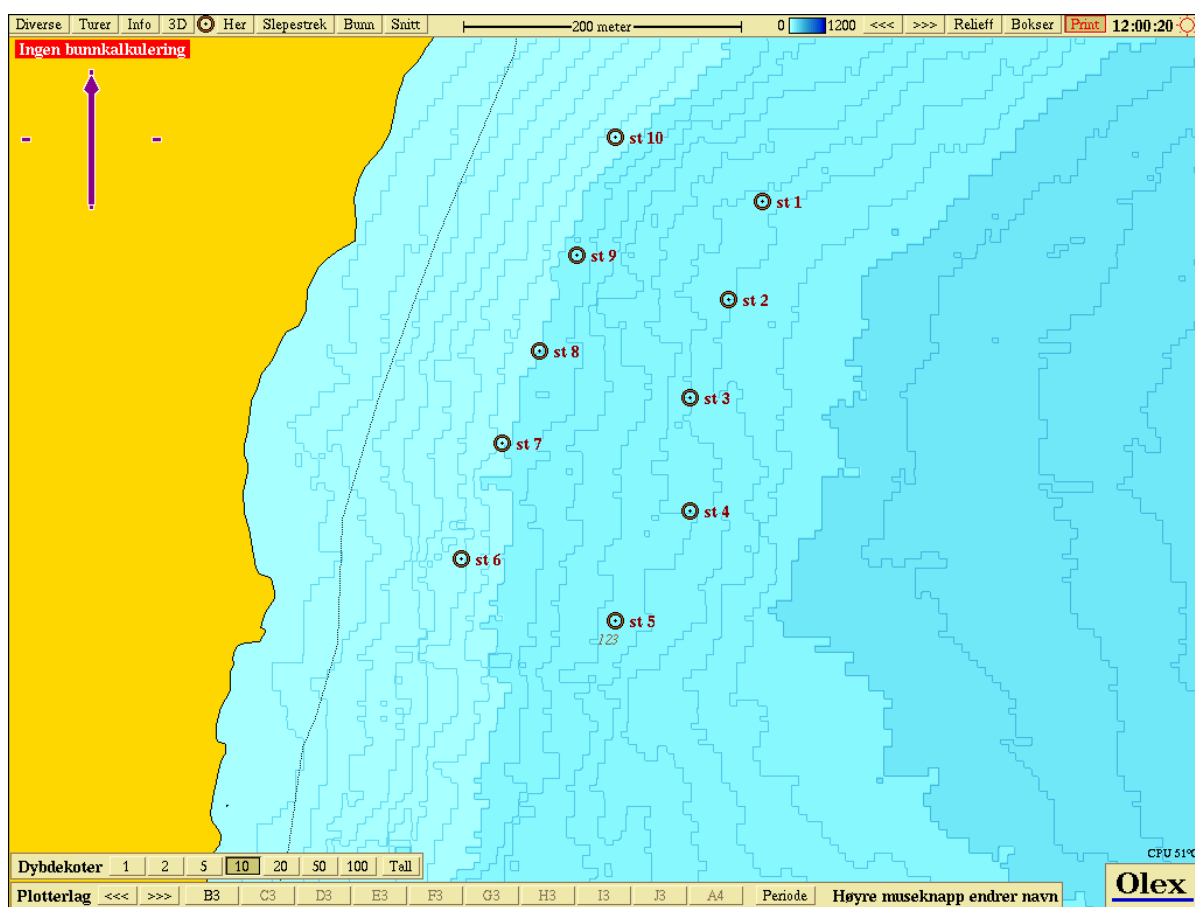 Diverse Turer Info 3D Her Slepestrek Bunn Snitt 200 meter 0 1200 <<< >>> Relieff Bokser Print 12:00:20
Ingen bunnkalkulering
st 10
st 1
st 9
st 2
st 8
st 3
st 7
st 4
st 6
st 5
123
CPU 51°C
Dybdekoter 1 2 5 10 20 50 100 Tall
Plotterlag <<< >>> B3 C3 D3 E3 F3 G3 H3 I3 J3 A4 Periode Høyre museknapp endrer navn
Olex